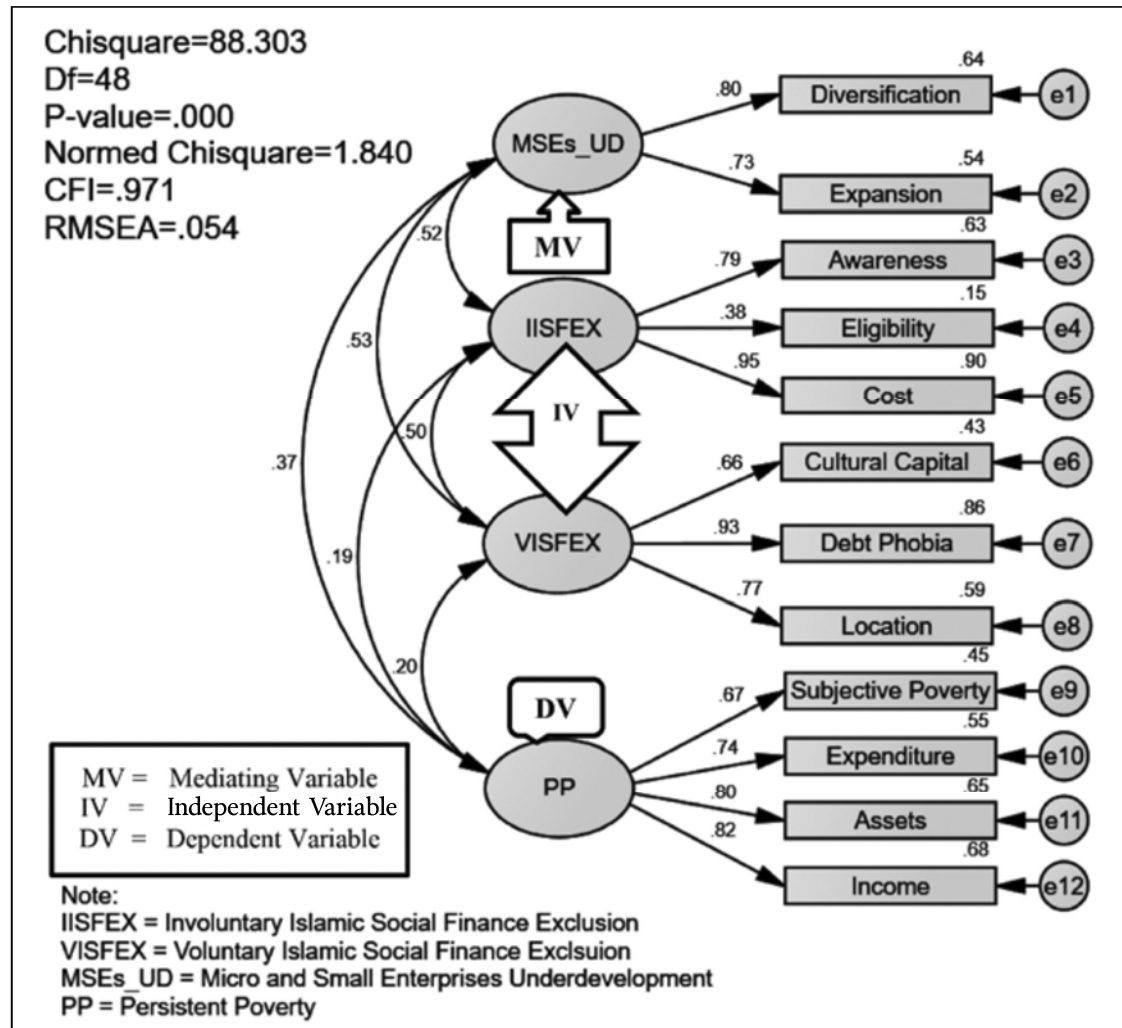 Chisquare=88.303
Df=48
P-value=.000
Normed Chisquare=1.840
CFI=.971
RMSEA=.054
MSEs_UD
.80
Diversification
.64
e1
.73
Expansion
.54
e2
MV
.52
IISFEX
.79
Awareness
.63
e3
.38
Eligibility
.15
e4
.95
Cost
.90
e5
.53
IV
.50
.37
VISFEX
.66
Cultural Capital
.43
e6
.93
Debt Phobia
.86
e7
.77
Location
.59
e8
.19
.20
DV
PP
.67
Subjective Poverty
.45
e9
.74
Expenditure
.55
e10
.80
Assets
.65
e11
.82
Income
.68
e12
MV = Mediating Variable
IV = Independent Variable
DV = Dependent Variable
Note:
IISFEX = Involuntary Islamic Social Finance Exclusion
VISFEX = Voluntary Islamic Social Finance Exclsuion
MSEs_UD = Micro and Small Enterprises Underdevelopment
PP = Persistent Poverty